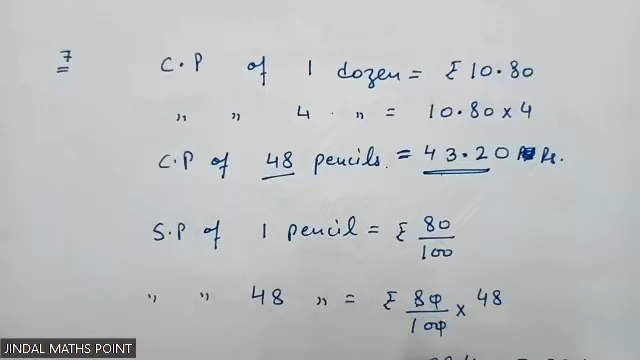 7 C.P of 1 dozen = ₹ 10.80
" " 4 " = 10.80 x 4
C.P of 48 pencils. = 43.20 Rs.
S.P of 1 pencil = ₹ 80/100
" " 48 " = ₹ 80/100 x 48
JINDAL MATHS POINT